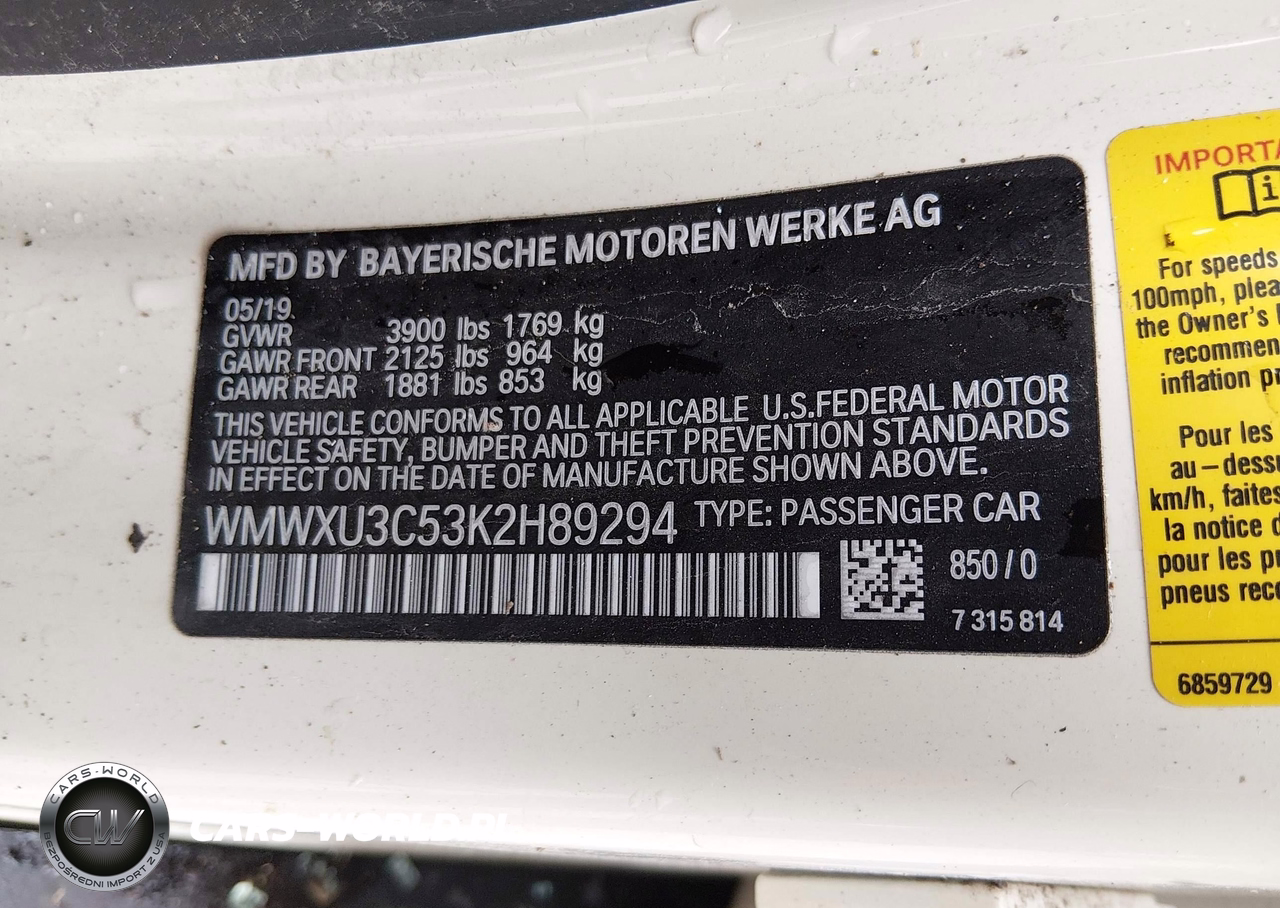 MFD BY BAYERISCHE MOTOREN WERKE AG
05/19
GVWR 3900 lbs 1769 kg
GAWR FRONT 2125 lbs 964 kg
GAWR REAR 1881 lbs 853 kg
THIS VEHICLE CONFORMS TO ALL APPLICABLE U.S.FEDERAL MOTOR
VEHICLE SAFETY, BUMPER AND THEFT PREVENTION STANDARDS
IN EFFECT ON THE DATE OF MANUFACTURE SHOWN ABOVE.
WMWXU3C53K2H89294 TYPE: PASSENGER CAR
850/0
7 315 814
IMPORTA
i
For speeds
100mph, plea
the Owner's
recommen
inflation pr
Pour les
au-dessu
km/h, faites
la notice d
pour les p
pneus rec
6859729
CARS-WORLD
CW
BEZPOŚREDNI IMPORT Z USA
CARS-WORLD.PL